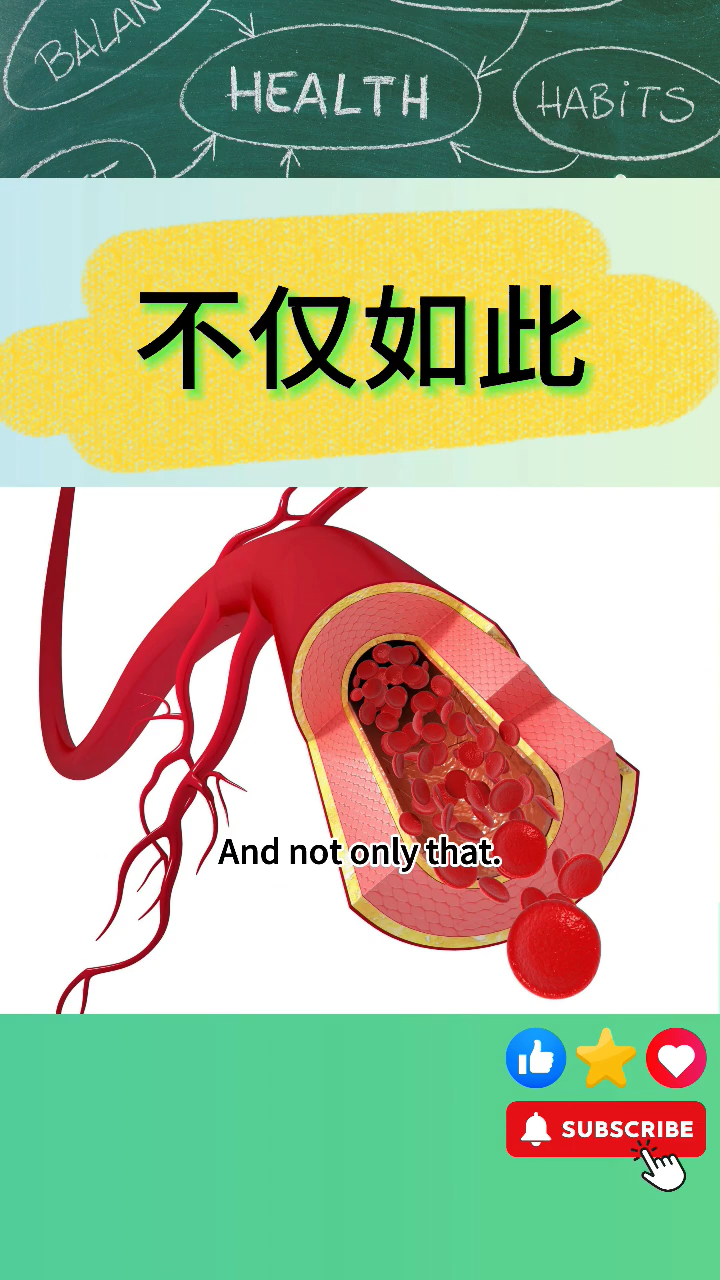 BALAN
HEALTH
HABITS
不仅如此
And not only that.
SUBSCRIBE